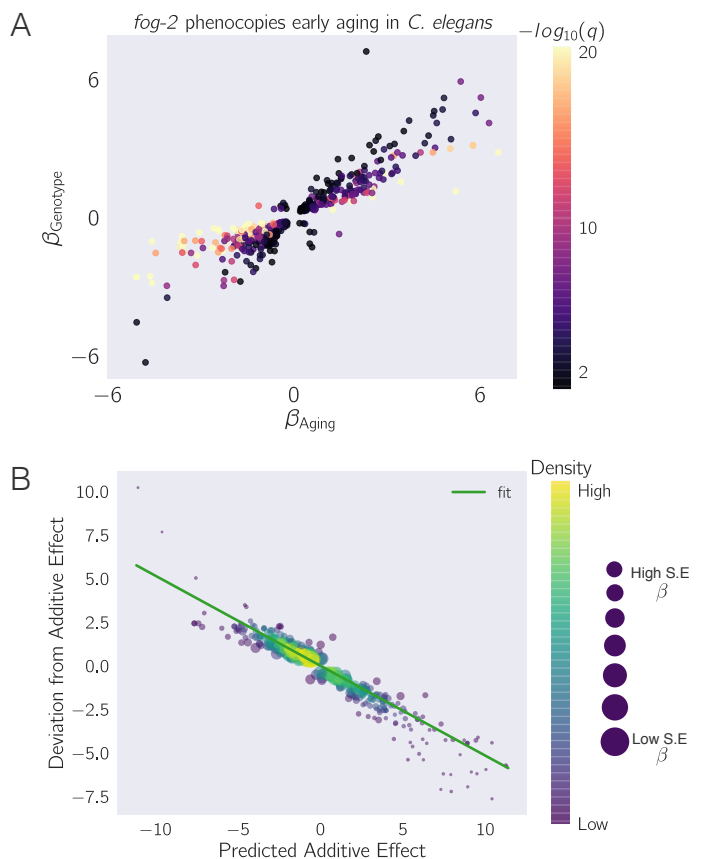 A
fog-2 phenocopies early aging in C. elegans
−log10(q)
20
10
2
6
0
−6
βGenotype
−6 0 6
βAging
B
Density
High
Low
fit
10.0
7.5
5.0
2.5
0.0
−2.5
−5.0
−7.5
Deviation from Additive Effect
−10 −5 0 5 10
Predicted Additive Effect
High S.E
β
Low S.E
β